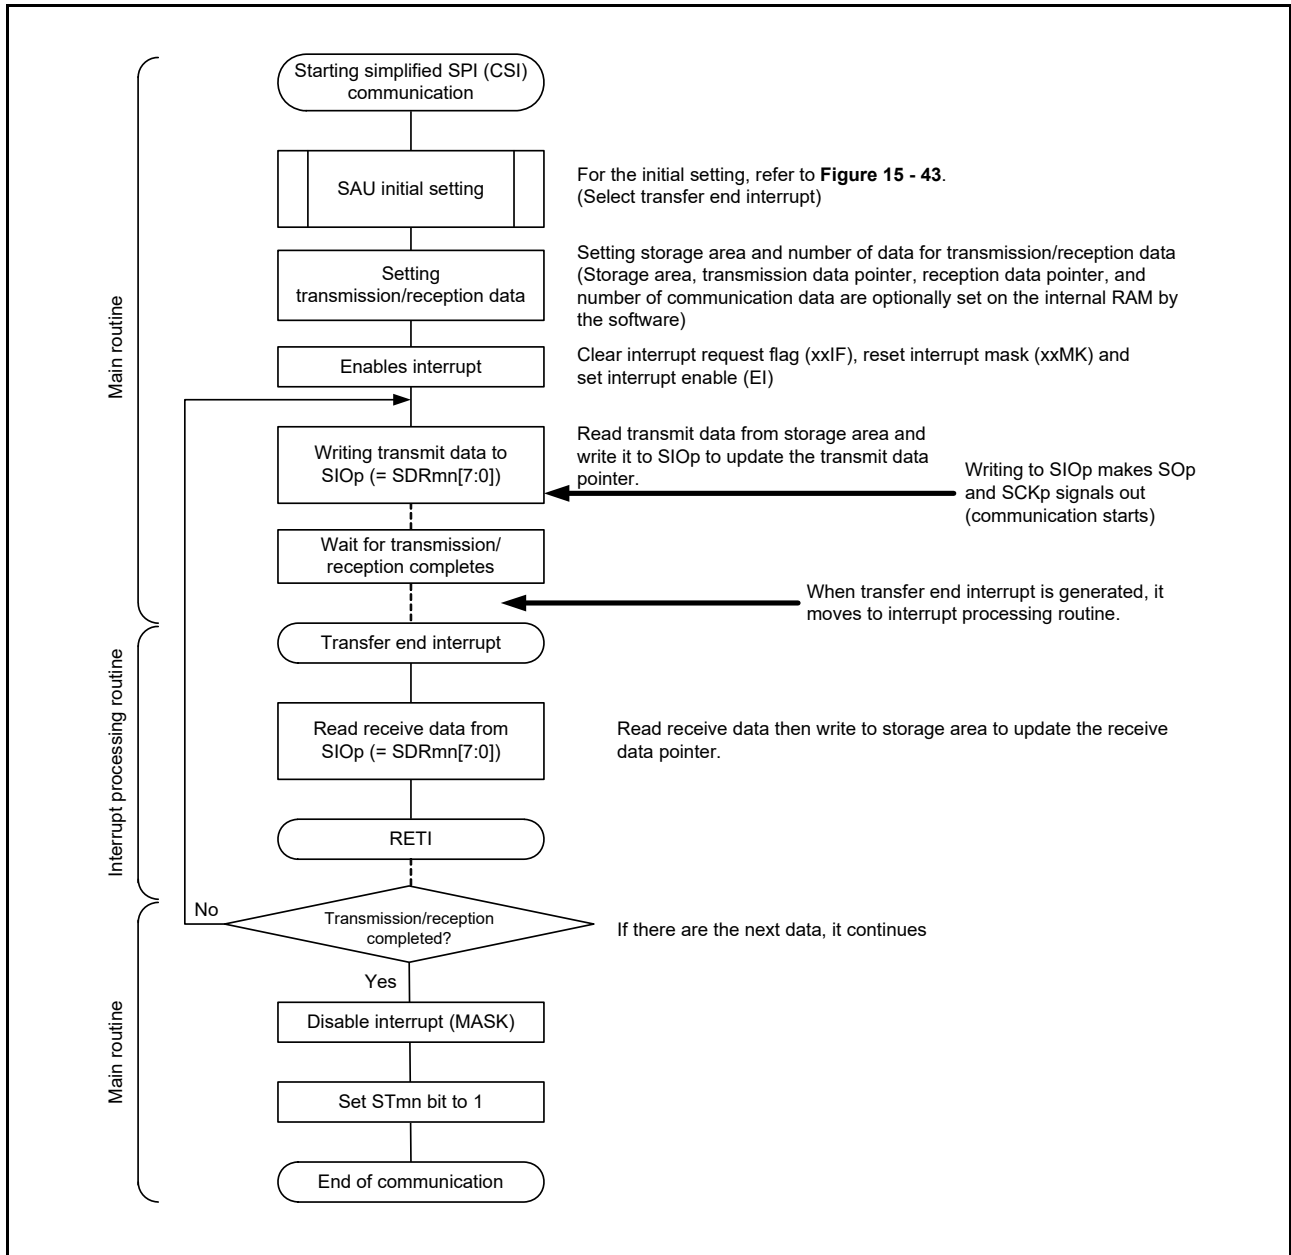 Starting simplified SPI (CSI)
communication
SAU initial setting
For the initial setting, refer to Figure 15 - 43.
(Select transfer end interrupt)
Setting
transmission/reception data
Setting storage area and number of data for transmission/reception data
(Storage area, transmission data pointer, reception data pointer, and
number of communication data are optionally set on the internal RAM by
the software)
Main routine
Enables interrupt
Clear interrupt request flag (xxIF), reset interrupt mask (xxMK) and
set interrupt enable (EI)
Writing transmit data to
SIOp (= SDRmn[7:0])
Read transmit data from storage area and
write it to SIOp to update the transmit data
pointer.
Writing to SIOp makes SOp
and SCKp signals out
(communication starts)
Wait for transmission/
reception completes
When transfer end interrupt is generated, it
moves to interrupt processing routine.
Transfer end interrupt
Interrupt processing routine
Read receive data from
SIOp (= SDRmn[7:0])
Read receive data then write to storage area to update the receive
data pointer.
RETI
No
Transmission/reception
completed?
If there are the next data, it continues
Yes
Main routine
Disable interrupt (MASK)
Set STmn bit to 1
End of communication